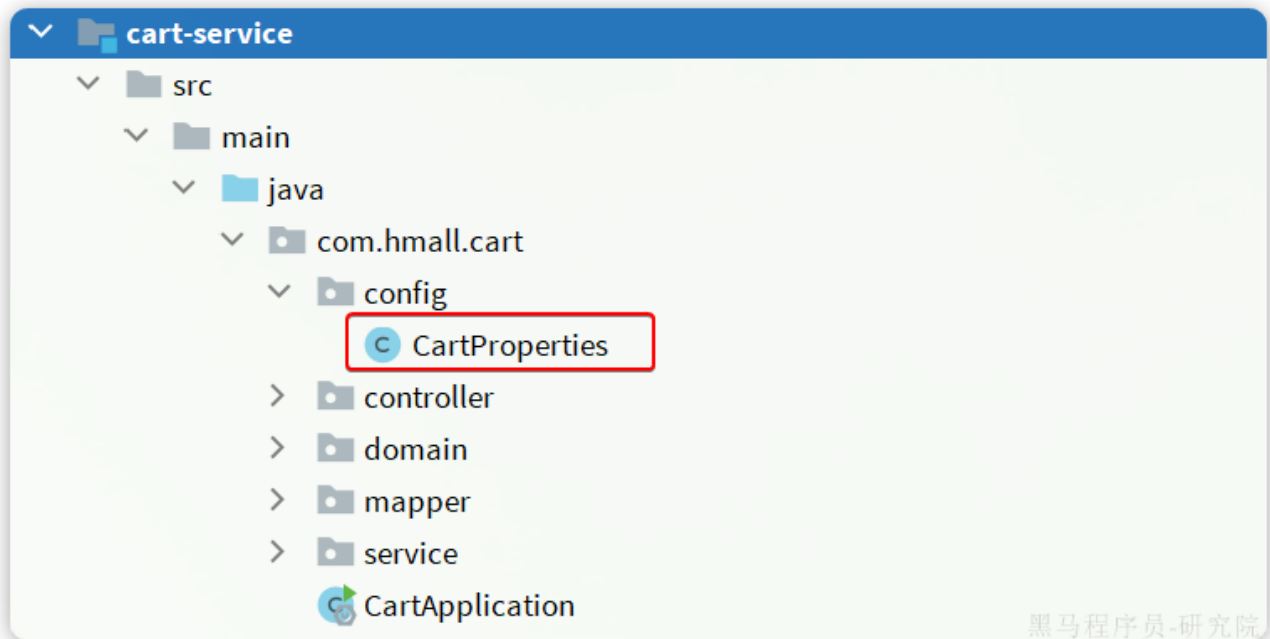 cart-service
src
main
java
com.hmall.cart
config
C CartProperties
controller
domain
mapper
service
C CartApplication
黑马程序员-研究院